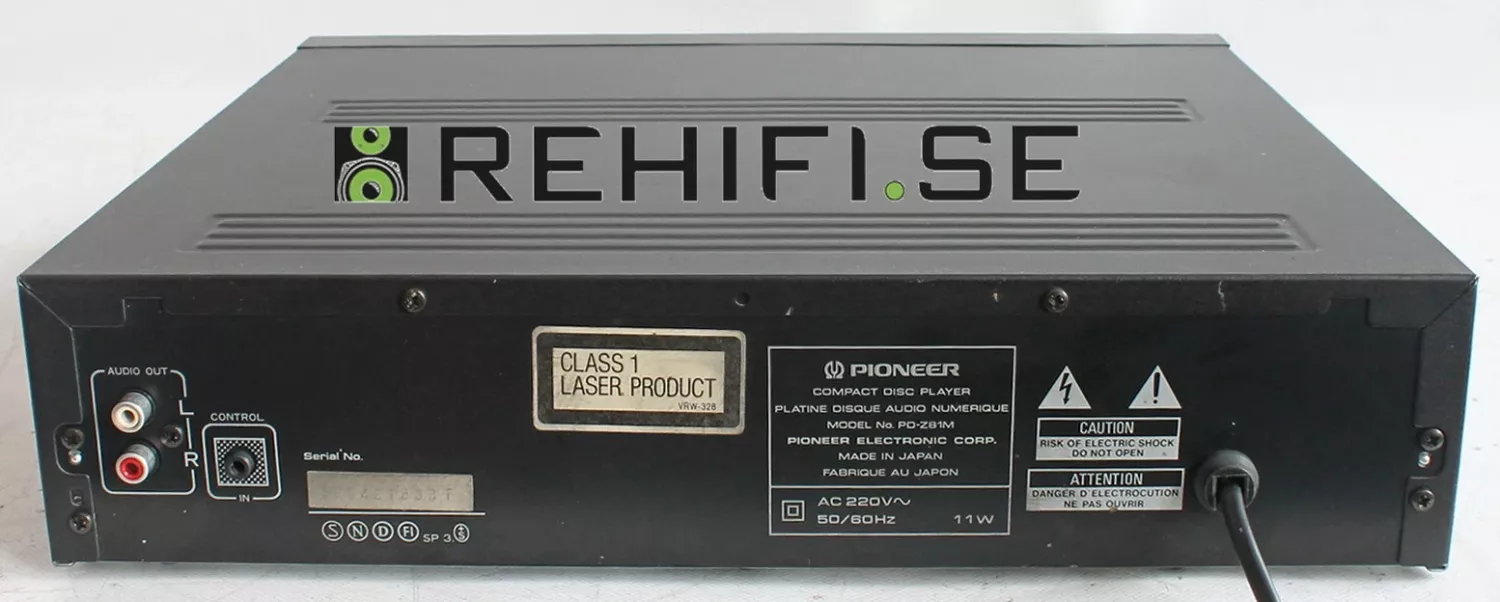 REHIFI.SE
AUDIO OUT
L
R
CONTROL
IN
Serial No.
S N D FI SP 3.
CLASS 1
LASER PRODUCT
VRW-328
PIONEER
COMPACT DISC PLAYER
PLATINE DISQUE AUDIO NUMERIQUE
MODEL No. PD-Z81M
PIONEER ELECTRONIC CORP.
MADE IN JAPAN
FABRIQUE AU JAPON
AC 220V~
50/60Hz 11W
CAUTION
RISK OF ELECTRIC SHOCK
DO NOT OPEN
ATTENTION
DANGER D'ELECTROCUTION
NE PAS OUVRIR